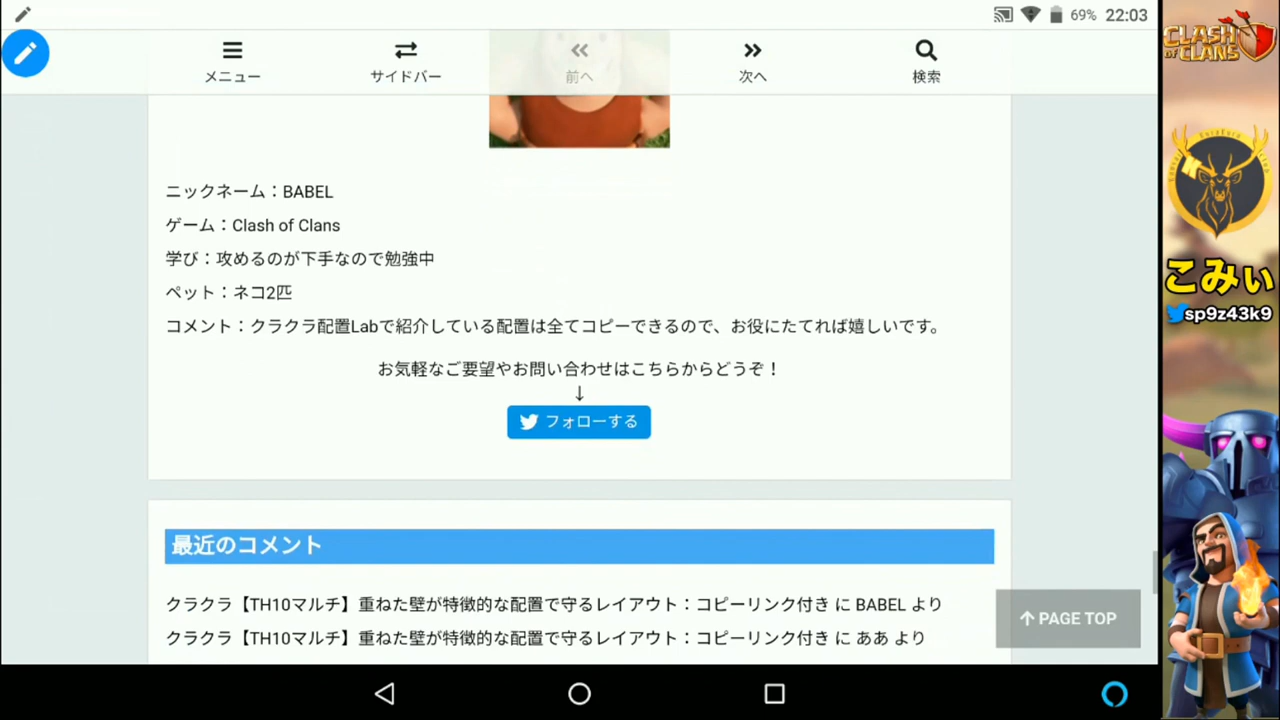 69% 22:03
メニュー
サイドバー
前へ
次へ
検索
ニックネーム：BABEL
ゲーム：Clash of Clans
学び：攻めるのが下手なので勉強中
ペット：ネコ2匹
コメント：クラクラ配置Labで紹介している配置は全てコピーできるので、お役にたてれば嬉しいです。
お気軽なご要望やお問い合わせはこちらからどうぞ！
↓
フォローする
最近のコメント
クラクラ【TH10マルチ】重ねた壁が特徴的な配置で守るレイアウト：コピーリンク付き に BABEL より
クラクラ【TH10マルチ】重ねた壁が特徴的な配置で守るレイアウト：コピーリンク付き に ああ より
↑ PAGE TOP
CLASH
OF CLANS
こみぃ
sp9z43k9